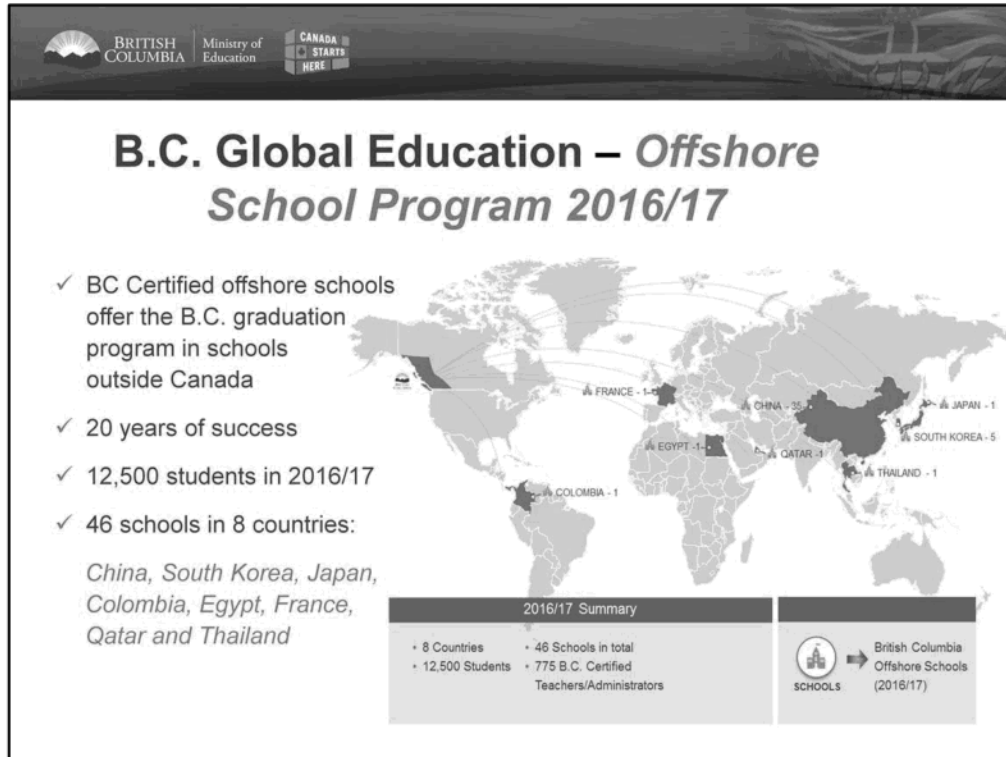 BRITISH
COLUMBIA
Ministry of
Education
CANADA
STARTS
HERE
B.C. Global Education – Offshore
School Program 2016/17
✓ BC Certified offshore schools
offer the B.C. graduation
program in schools
outside Canada
✓ 20 years of success
✓ 12,500 students in 2016/17
✓ 46 schools in 8 countries:
China, South Korea, Japan,
Colombia, Egypt, France,
Qatar and Thailand
FRANCE - 1
CHINA - 35
JAPAN - 1
SOUTH KOREA - 5
EGYPT -1
QATAR -1
THAILAND - 1
COLOMBIA - 1
2016/17 Summary
• 8 Countries
• 12,500 Students
• 46 Schools in total
• 775 B.C. Certified
Teachers/Administrators
SCHOOLS
British Columbia
Offshore Schools
(2016/17)